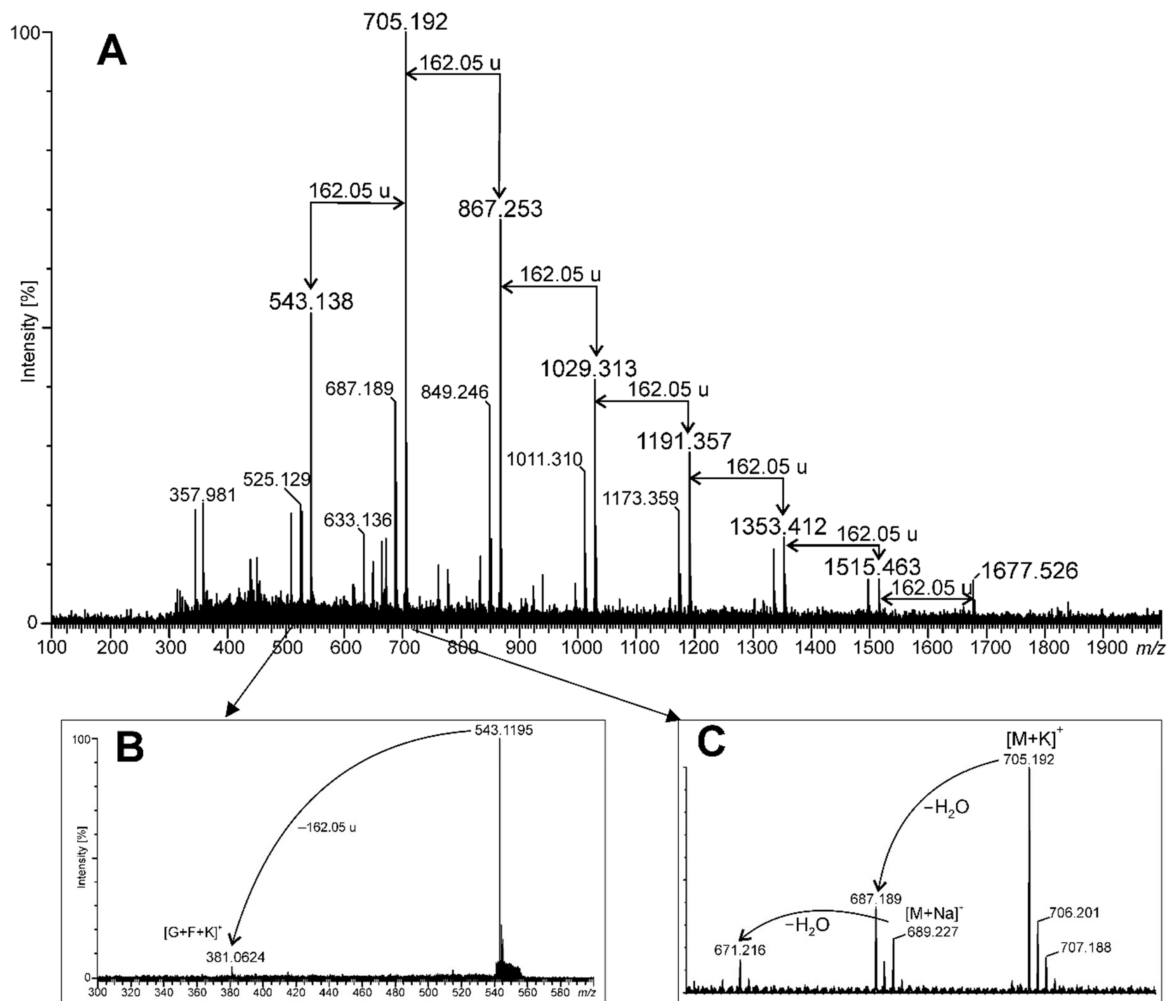 A
705.192
100
162.05 u
162.05 u
867.253
162.05 u
543.138
1029.313
687.189
849.246
162.05 u
1191.357
1011.310
162.05 u
525.129
357.981
1173.359
1353.412
633.136
162.05 u
1515.463
1677.526
162.05 u
Intensity [%]
0
100 200 300 400 500 600 700 800 900 1000 1100 1200 1300 1400 1500 1600 1700 1800 1900 m/z
B
543.1195
100
−162.05 u
Intensity [%]
[G+F+K]⁺
381.0624
0
300 320 340 360 380 400 420 440 460 480 500 520 540 560 580 m/z
C
[M+K]⁺
705.192
−H₂O
687.189
[M+Na]⁻
706.201
−H₂O
689.227
671.216
707.188